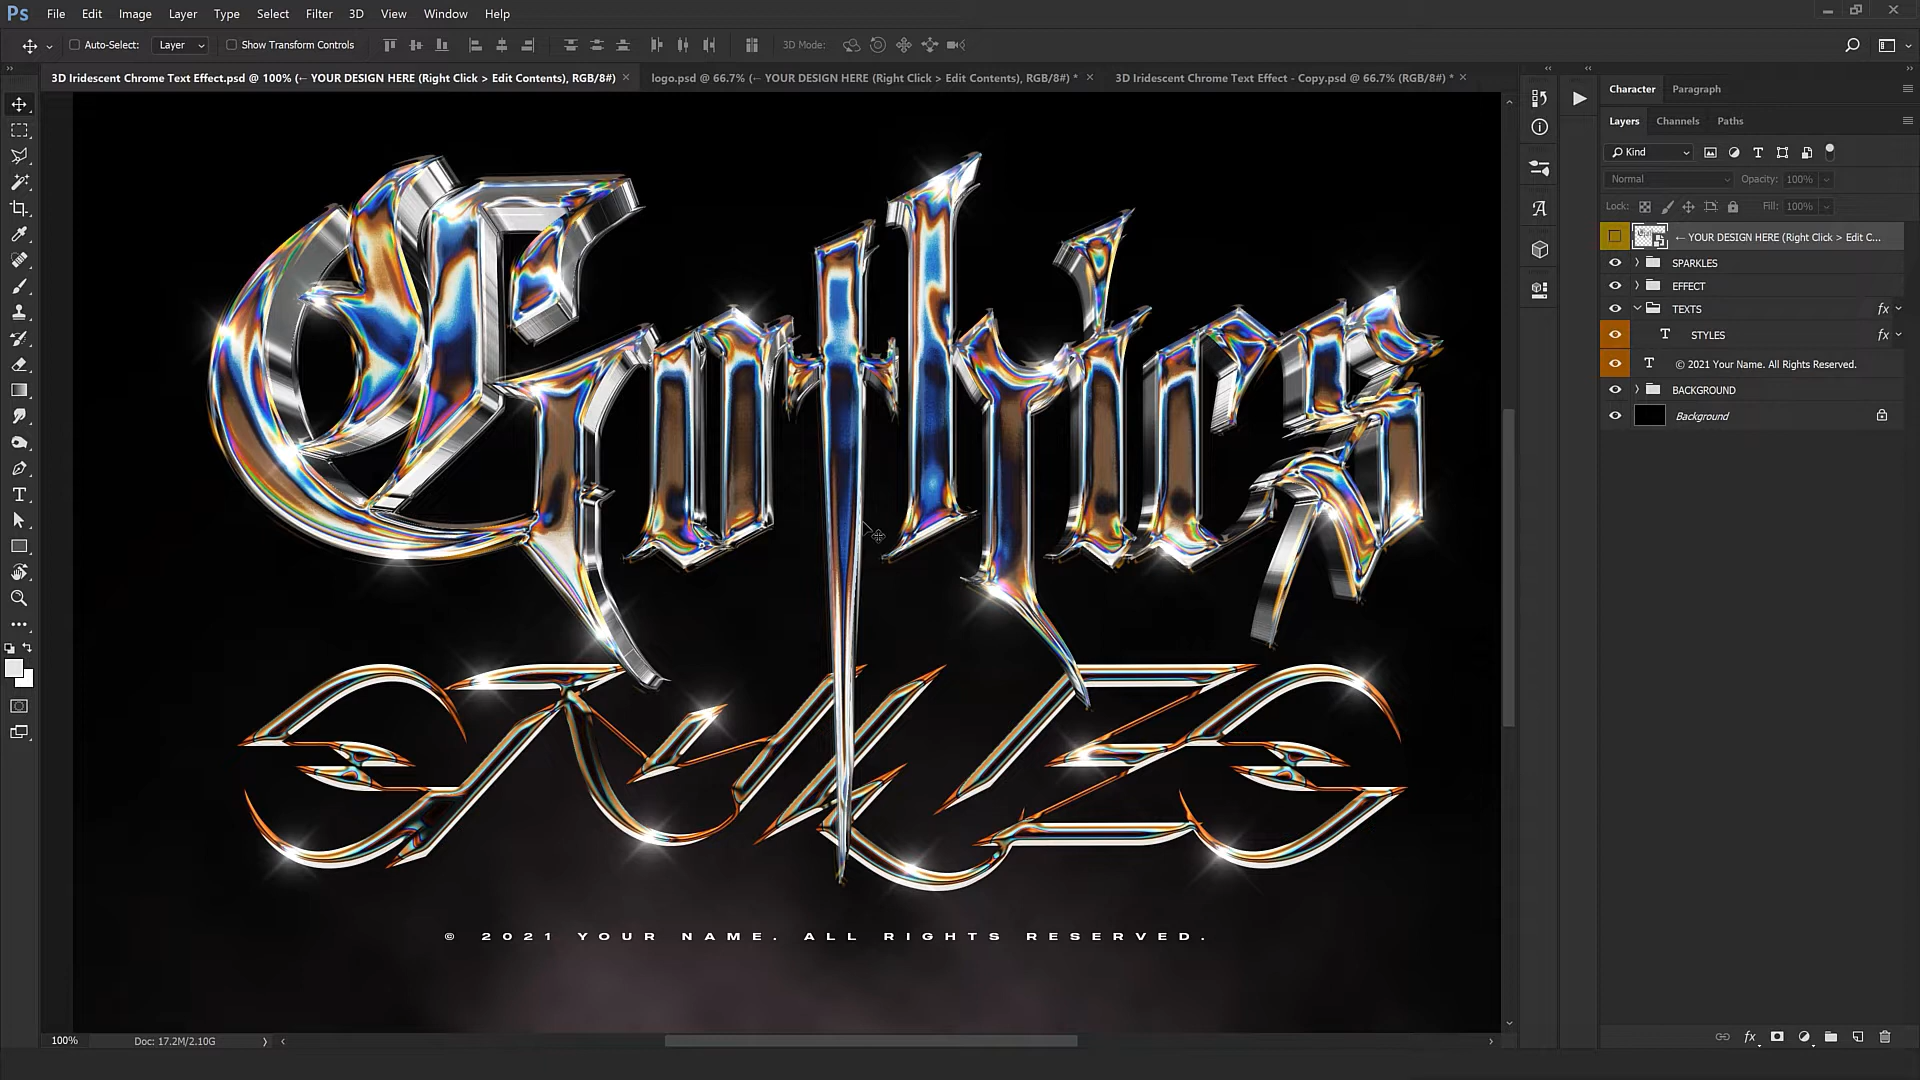 Ps File Edit Image Layer Type Select Filter 3D View Window Help
Auto-Select: Layer Show Transform Controls 3D Mode:
3D Iridescent Chrome Text Effect.psd @ 100% (← YOUR DESIGN HERE (Right Click > Edit Contents), RGB/8#) × logo.psd @ 66.7% (← YOUR DESIGN HERE (Right Click > Edit Contents), RGB/8#) * × 3D Iridescent Chrome Text Effect - Copy.psd @ 66.7% (RGB/8#) * ×
Character Paragraph
Layers Channels Paths
Kind
Normal Opacity: 100%
Lock: Fill: 100%
← YOUR DESIGN HERE (Right Click > Edit C...
SPARKLES
EFFECT
TEXTS fx
STYLES fx
© 2021 Your Name. All Rights Reserved.
BACKGROUND
Background
Gothics
STYLES
© 2021 YOUR NAME. ALL RIGHTS RESERVED.
100% Doc: 17.2M/2.10G
fx